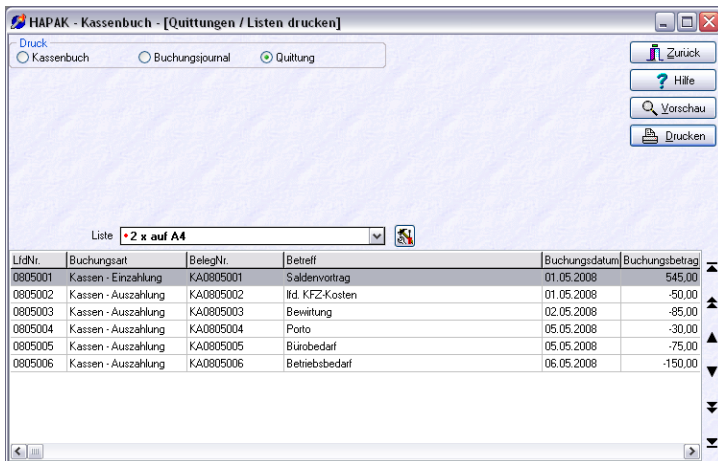 HAPAK - Kassenbuch - [Quittungen / Listen drucken]
Druck
Kassenbuch Buchungsjournal Quittung
Zurück
Hilfe
Vorschau
Drucken
Liste 2 x auf A4
LfdNr. Buchungsart BelegNr. Betreff Buchungsdatum Buchungsbetrag
0805001 Kassen - Einzahlung KA0805001 Saldenvortrag 01.05.2008 545,00
0805002 Kassen - Auszahlung KA0805002 lfd. KFZ-Kosten 01.05.2008 -50,00
0805003 Kassen - Auszahlung KA0805003 Bewirtung 02.05.2008 -85,00
0805004 Kassen - Auszahlung KA0805004 Porto 05.05.2008 -30,00
0805005 Kassen - Auszahlung KA0805005 Bürobedarf 05.05.2008 -75,00
0805006 Kassen - Auszahlung KA0805006 Betriebsbedarf 06.05.2008 -150,00